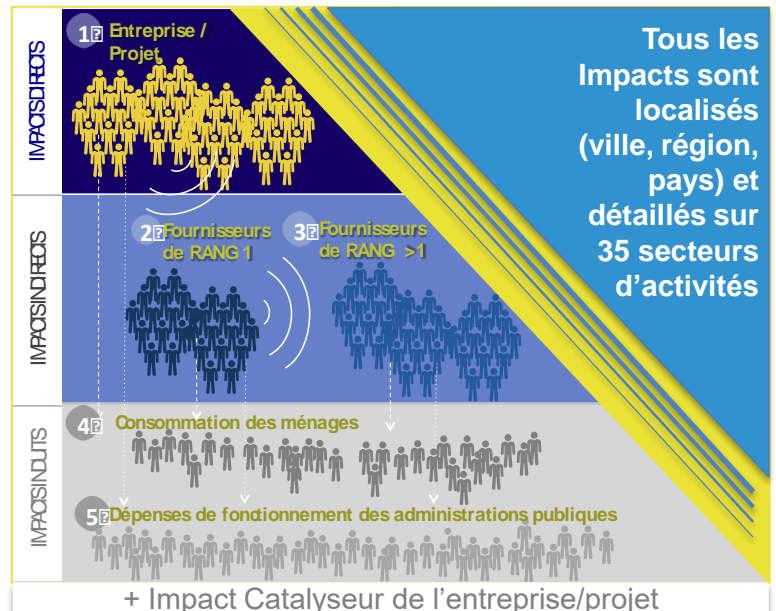 IMPACTS DIRECTS
1 Entreprise /
Projet
Tous les
Impacts sont
localisés
(ville, région,
pays) et
détaillés sur
35 secteurs
d’activités
IMPACTS INDIRECTS
2 Fournisseurs
de RANG 1
3 Fournisseurs
de RANG >1
IMPACTS INDUITS
4 Consommation des ménages
5 Dépenses de fonctionnement des administrations publiques
+ Impact Catalyseur de l’entreprise/projet